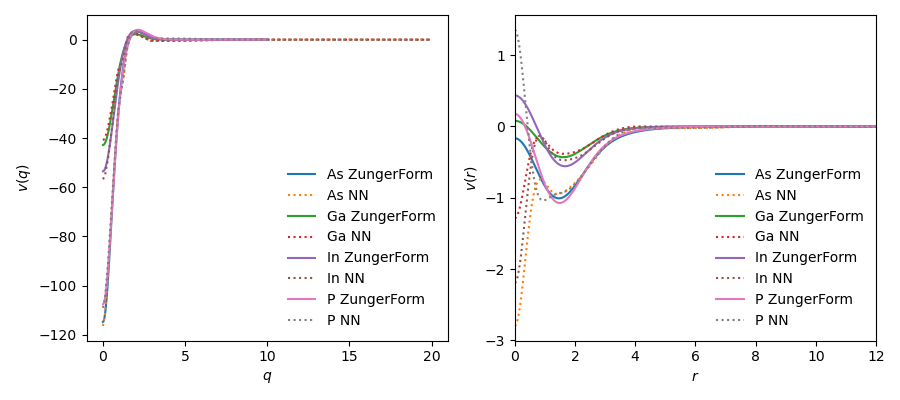 0
−20
−40
−60
−80
−100
−120
v(q)
0
5
10
15
20
q
As ZungerForm
As NN
Ga ZungerForm
Ga NN
In ZungerForm
In NN
P ZungerForm
P NN
1
0
−1
−2
−3
v(r)
0
2
4
6
8
10
12
r
As ZungerForm
As NN
Ga ZungerForm
Ga NN
In ZungerForm
In NN
P ZungerForm
P NN